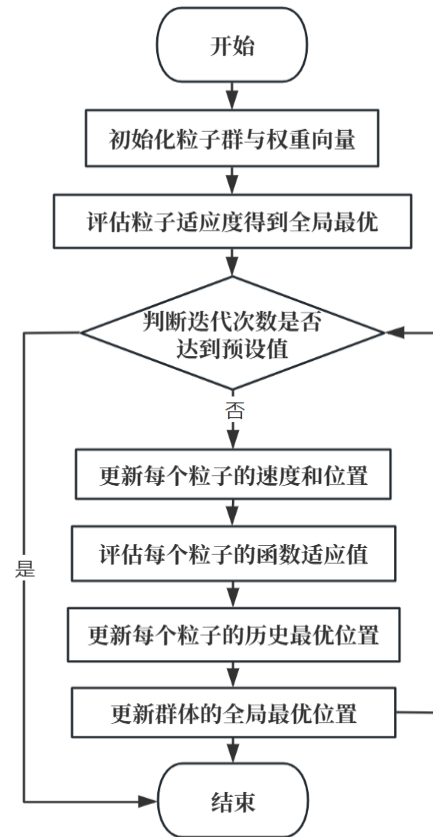 开始
初始化粒子群与权重向量
评估粒子适应度得到全局最优
判断迭代次数是否
达到预设值
否
更新每个粒子的速度和位置
评估每个粒子的函数适应值
是
更新每个粒子的历史最优位置
更新群体的全局最优位置
结束